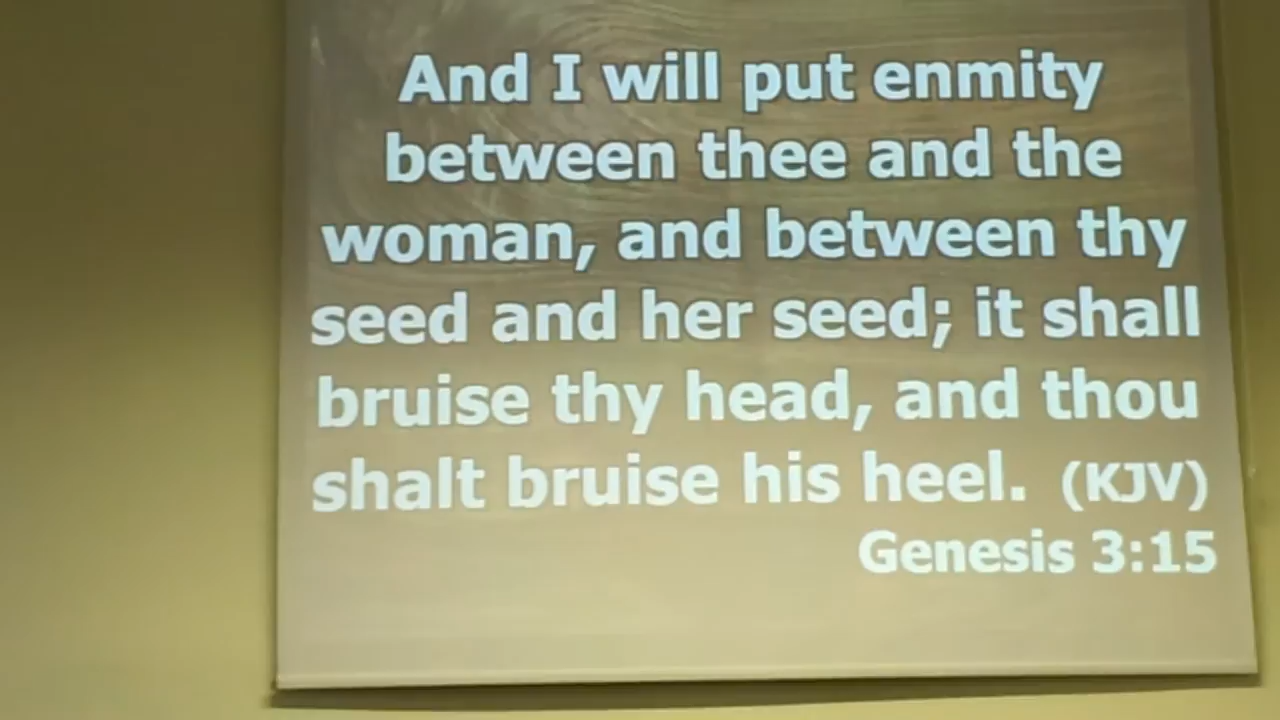 And I will put enmity
between thee and the
woman, and between thy
seed and her seed; it shall
bruise thy head, and thou
shalt bruise his heel. (KJV)
Genesis 3:15